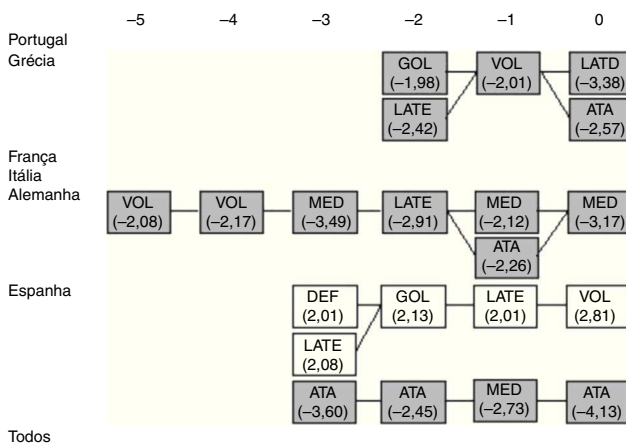 –5 –4 –3 –2 –1 0
Portugal
Grécia
GOL VOL LATD
(–1,98) (–2,01) (–3,38)
LATE ATA
(–2,42) (–2,57)
França
Itália
Alemanha
VOL VOL MED LATE MED MED
(–2,08) (–2,17) (–3,49) (–2,91) (–2,12) (–3,17)
ATA
(–2,26)
Espanha
DEF GOL LATE VOL
(2,01) (2,13) (2,01) (2,81)
LATE
(2,08)
ATA ATA MED ATA
(–3,60) (–2,45) (–2,73) (–4,13)
Todos